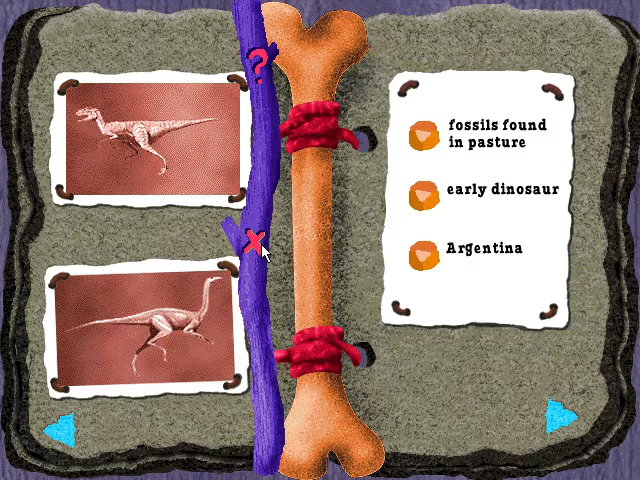 ?
fossils found
in pasture
early dinosaur
Argentina